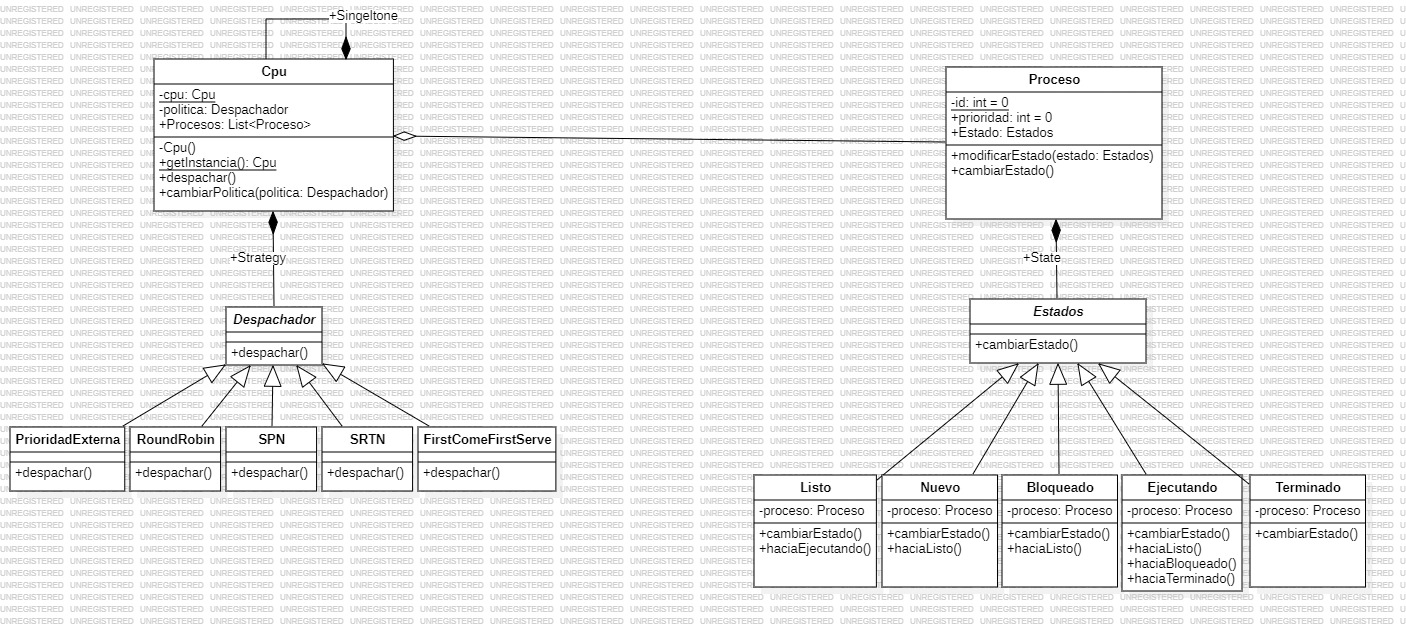 +Singeltone
Cpu
-cpu: Cpu
-politica: Despachador
+Procesos: List<Proceso>
-Cpu()
+getInstancia(): Cpu
+despachar()
+cambiarPolitica(politica: Despachador)
Proceso
-id: int = 0
+prioridad: int = 0
+Estado: Estados
+modificarEstado(estado: Estados)
+cambiarEstado()
+Strategy
+State
Despachador
+despachar()
Estados
+cambiarEstado()
PrioridadExterna
+despachar()
RoundRobin
+despachar()
SPN
+despachar()
SRTN
+despachar()
FirstComeFirstServe
+despachar()
Listo
-proceso: Proceso
+cambiarEstado()
+haciaEjecutando()
Nuevo
-proceso: Proceso
+cambiarEstado()
+haciaListo()
Bloqueado
-proceso: Proceso
+cambiarEstado()
+haciaListo()
Ejecutando
-proceso: Proceso
+cambiarEstado()
+haciaListo()
+haciaBloqueado()
+haciaTerminado()
Terminado
-proceso: Proceso
+cambiarEstado()
UNREGISTERED